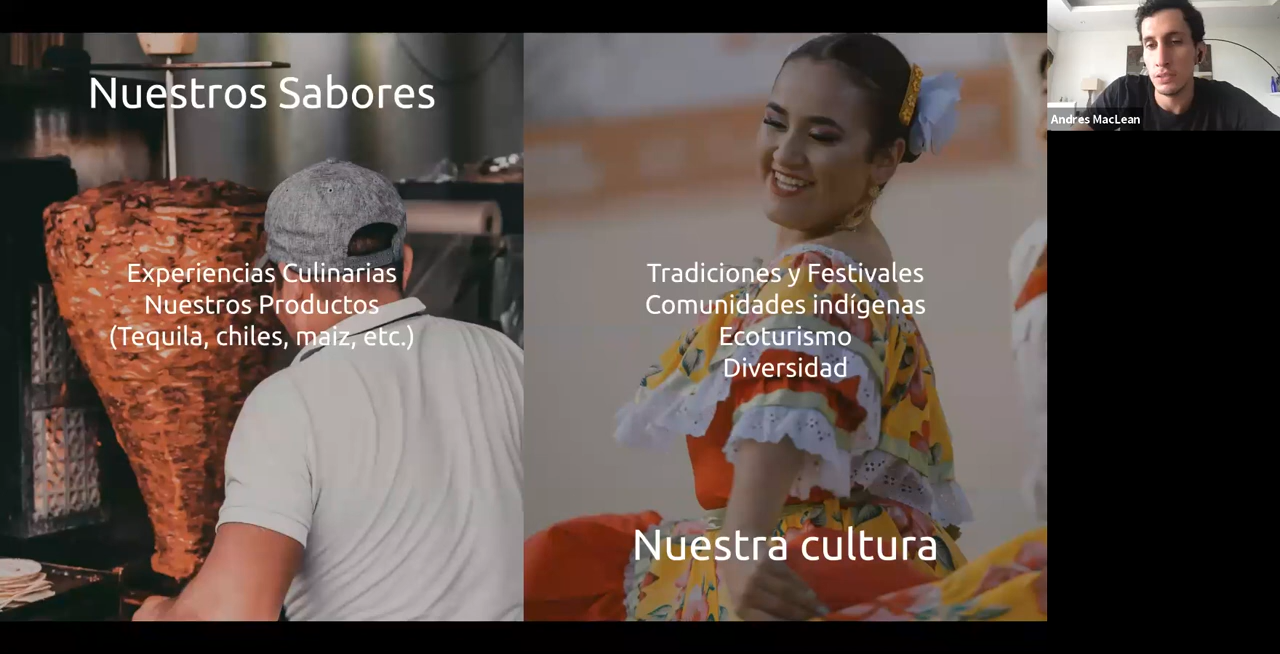 Nuestros Sabores
Experiencias Culinarias
Nuestros Productos
(Tequila, chiles, maiz, etc.)
Tradiciones y Festivales
Comunidades indígenas
Ecoturismo
Diversidad
Nuestra cultura
Andres MacLean